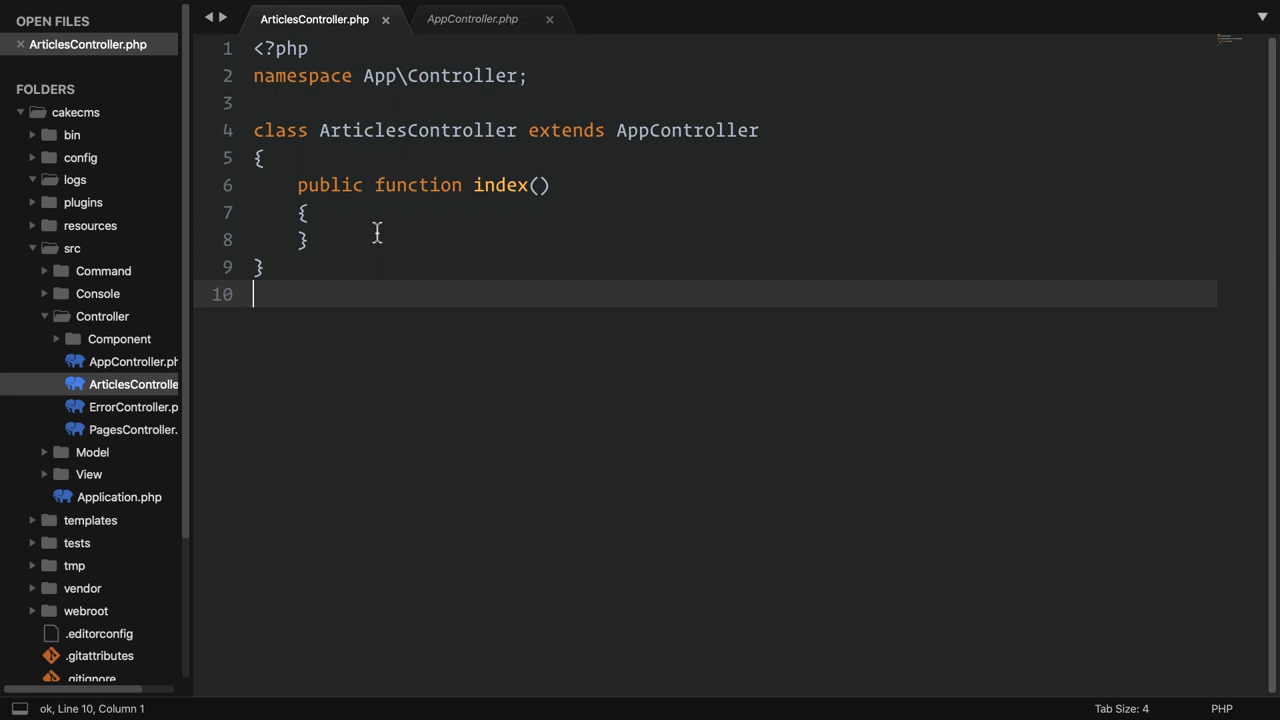 OPEN FILES
× ArticlesController.php
FOLDERS
cakecms
bin
config
logs
plugins
resources
src
Command
Console
Controller
Component
AppController.ph
ArticlesControlle
ErrorController.p
PagesController.
Model
View
Application.php
templates
tests
tmp
vendor
webroot
.editorconfig
.gitattributes
.gitignore
ArticlesController.php ×
AppController.php ×
1 <?php
2 namespace App\Controller;
3
4 class ArticlesController extends AppController
5 {
6     public function index()
7     {
8     }
9 }
10
ok, Line 10, Column 1
Tab Size: 4
PHP